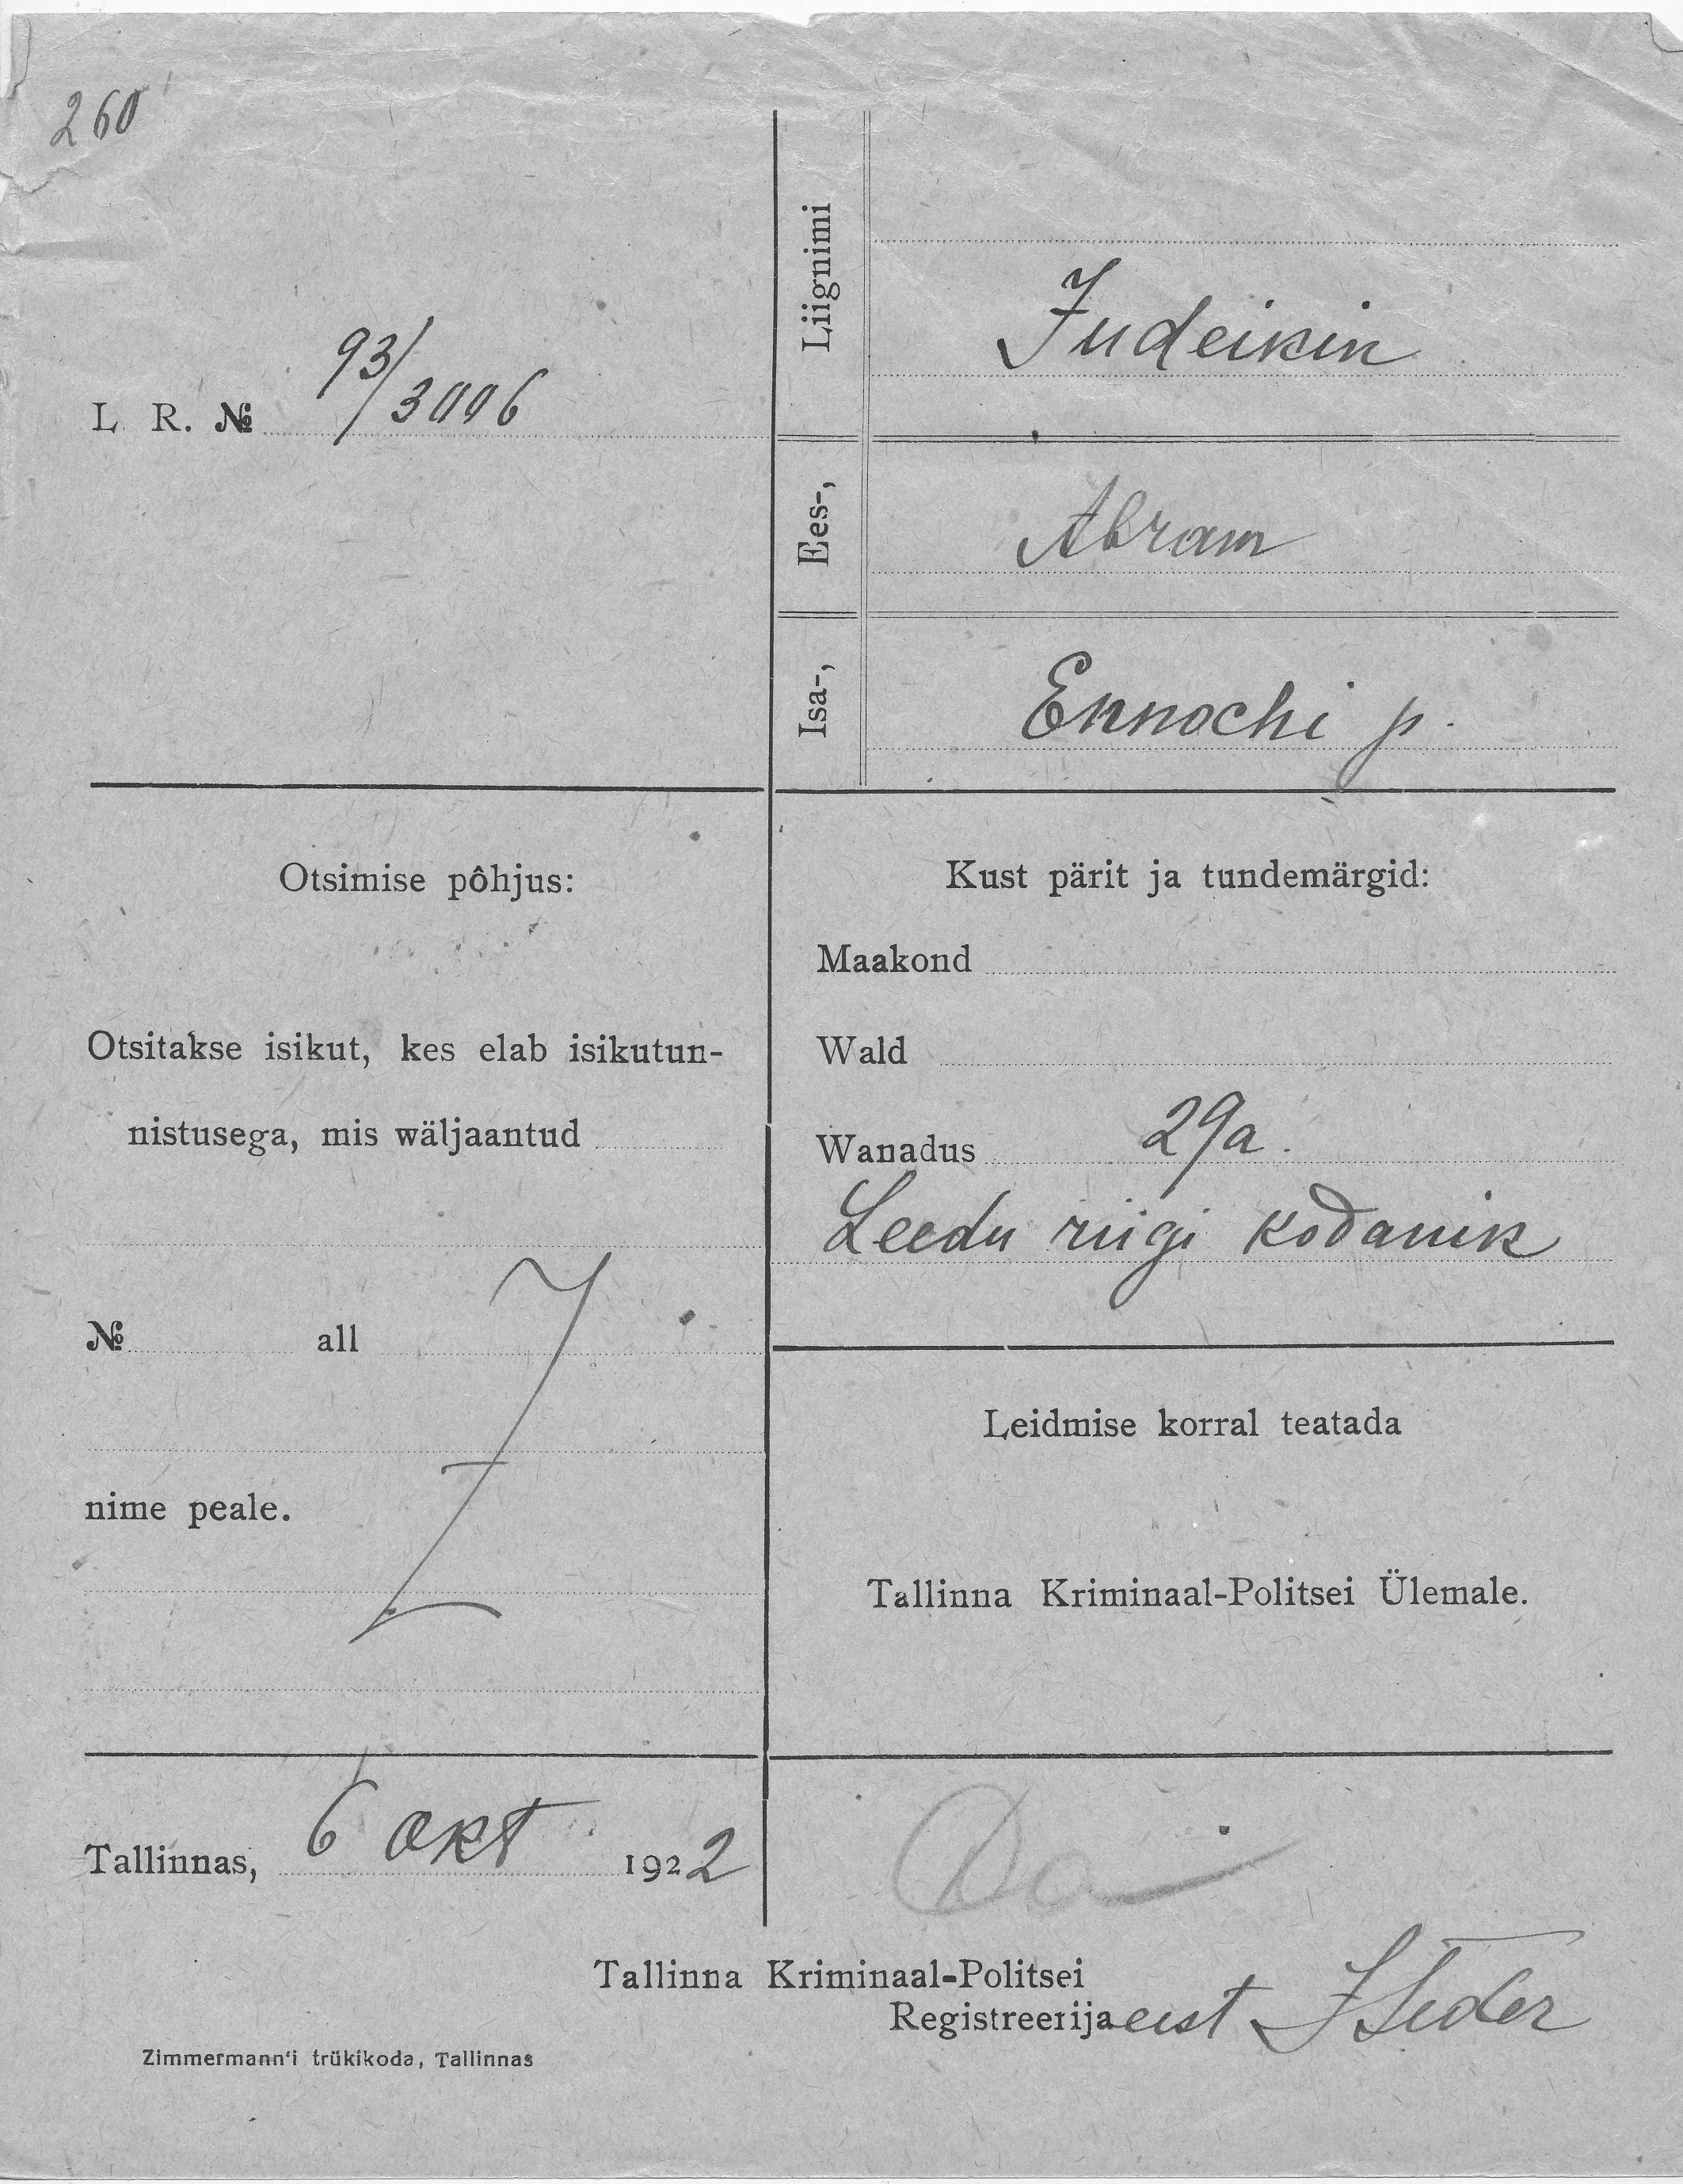 260
L R. № 93/3006
Liignimi
Judeikin
Ees-,
Abram
Isa-,
Ennochi p.
Otsimise pôhjus:
Otsitakse isikut, kes elab isikutun-
nistusega, mis wäljaantud
№ all
nime peale.
Kust pärit ja tundemärgid:
Maakond
Wald
Wanadus 29a.
Leedu riigi kodanik
Leidmise korral teatada
Tallinna Kriminaal-Politsei Ülemale.
Tallinnas, 6 okt 1922
Tallinna Kriminaal-Politsei
Registreerija eest
Zimmermann'i trükikoda, Tallinnas